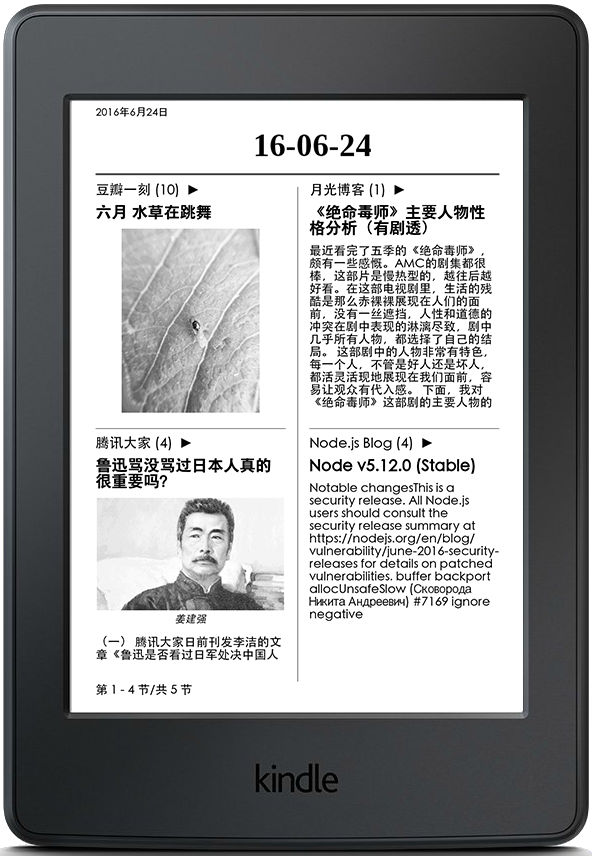 2016年6月24日
16-06-24
豆瓣一刻 (10) ▶
六月 水草在跳舞
腾讯大家 (4) ▶
鲁迅骂没骂过日本人真的
很重要吗?
姜建强
（一） 腾讯大家日前刊发李洁的文
章《鲁迅是否看过日军处决中国人
月光博客 (1) ▶
《绝命毒师》主要人物性
格分析（有剧透）
最近看完了五季的《绝命毒师》，
颇有一些感慨。AMC的剧集都很
棒，这部片是慢热型的，越往后越
好看。在这部电视剧里，生活的残
酷是那么赤裸裸展现在人们的面
前，没有一丝遮挡，人性和道德的
冲突在剧中表现的淋漓尽致，剧中
几乎所有人物，都选择了自己的结
局。 这部剧中的人物非常有特色，
每一个人，不管是好人还是坏人，
都活灵活现地展现在我们面前，容
易让观众有代入感。 下面，我对
《绝命毒师》这部剧的主要人物的
Node.js Blog (4) ▶
Node v5.12.0 (Stable)
Notable changesThis is a
security release. All Node.js
users should consult the
security release summary at
https://nodejs.org/en/blog/
vulnerability/june-2016-security-
releases for details on patched
vulnerabilities. buffer backport
allocUnsafeSlow (Сковорода
Никита Андреевич) #7169 ignore
negative
第 1 - 4 节/共 5 节
kindle